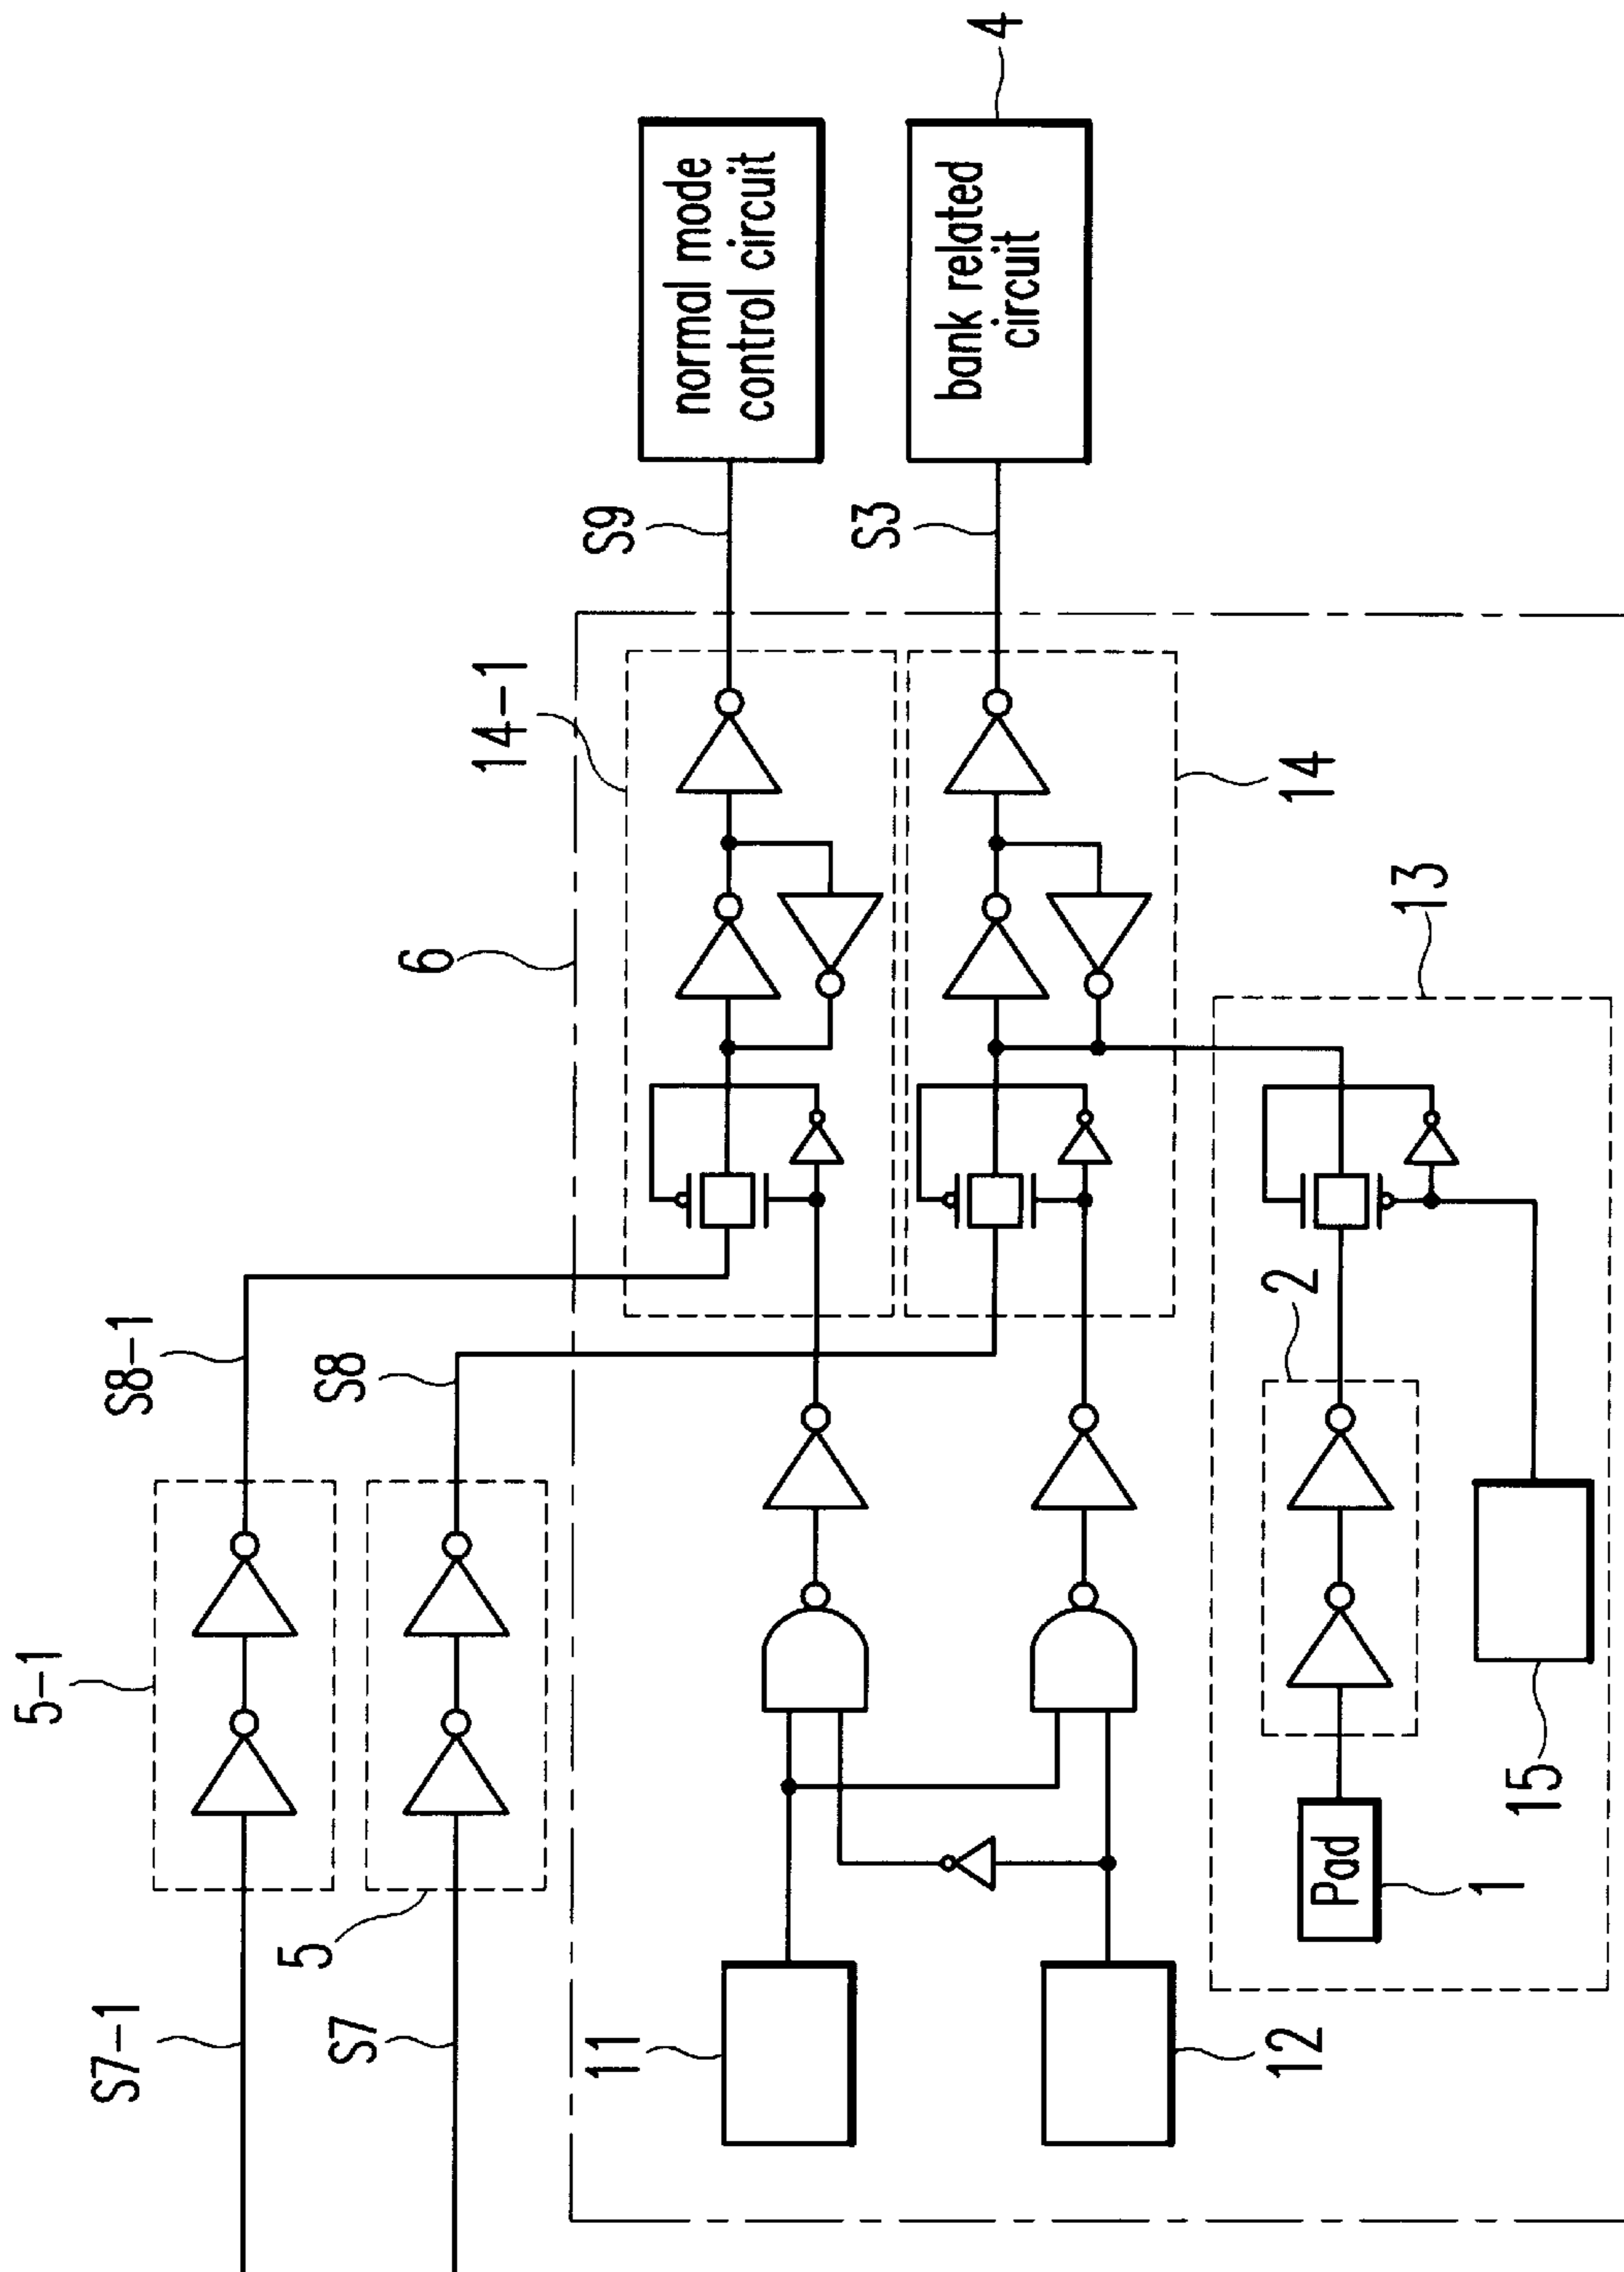 S7-1
5-1
S8-1
S7
5
S8
6
14-1
S9
normal mode
control circuit
11
12
14
S3
bank related
circuit
4
13
Pad
1
2
15